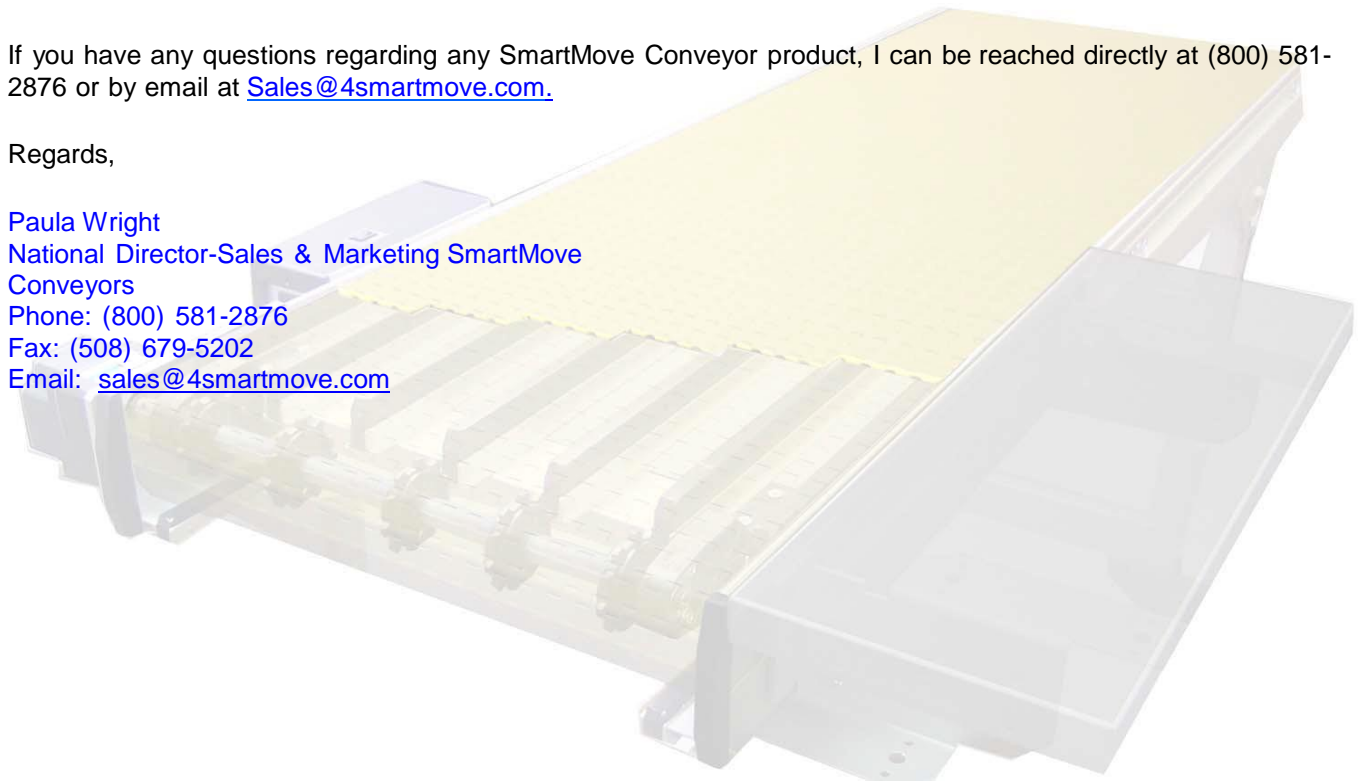 If you have any questions regarding any SmartMove Conveyor product, I can be reached directly at (800) 581-
2876 or by email at Sales@4smartmove.com.
Regards,
Paula Wright
National Director-Sales & Marketing SmartMove
Conveyors
Phone: (800) 581-2876
Fax: (508) 679-5202
Email: sales@4smartmove.com